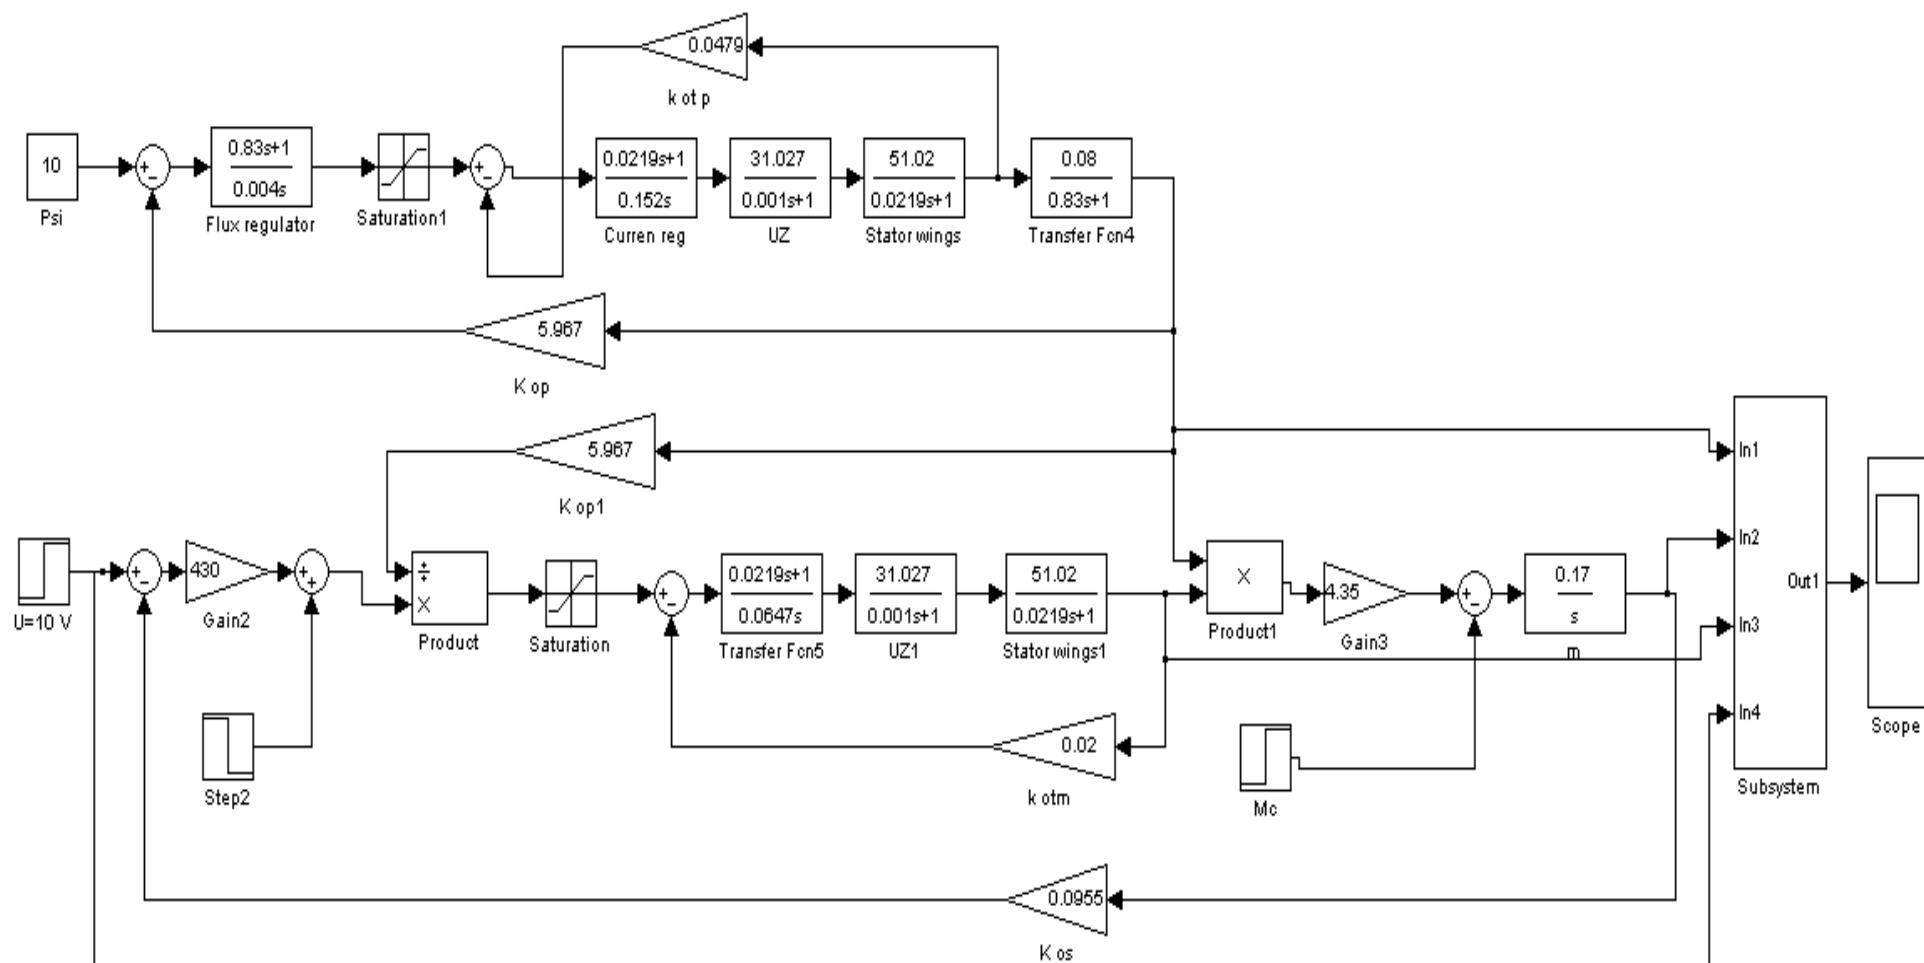 0.0479
k ot p
10
Psi
0.83s+1
0.004s
Flux regulator
Saturation1
0.0219s+1
0.152s
Curren reg
31.027
0.001s+1
UZ
51.02
0.0219s+1
Stator wings
0.08
0.83s+1
Transfer Fcn4
5.967
K op
5.967
K op1
U=10 V
430
Gain2
÷
X
Product
Saturation
0.0219s+1
0.0647s
Transfer Fcn5
31.027
0.001s+1
UZ1
51.02
0.0219s+1
Stator wings1
X
Product1
4.35
Gain3
0.17
s
m
In1
In2
In3
In4
Out1
Subsystem
Scope
Step2
0.02
k otm
Mc
0.0955
K os